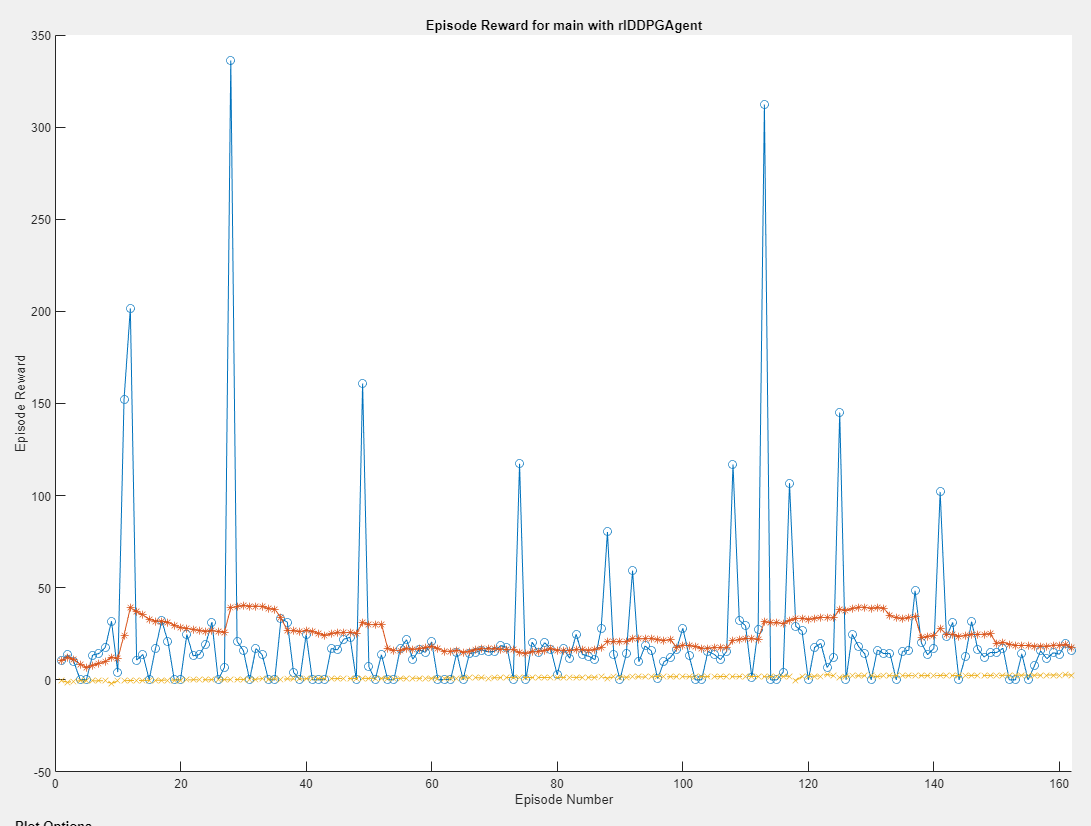 Episode Reward for main with rlDDPGAgent
350
300
250
200
150
100
50
0
-50
Episode Reward
0 20 40 60 80 100 120 140 160
Episode Number
Plot Options